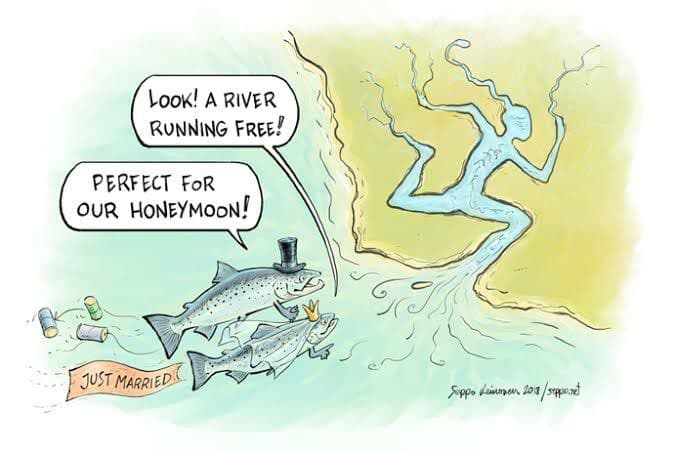 LOOK! A RIVER
RUNNING FREE!
PERFECT FOR
OUR HONEYMOON!
JUST MARRIED
Seppo Leinonen 2018 / seppo.net